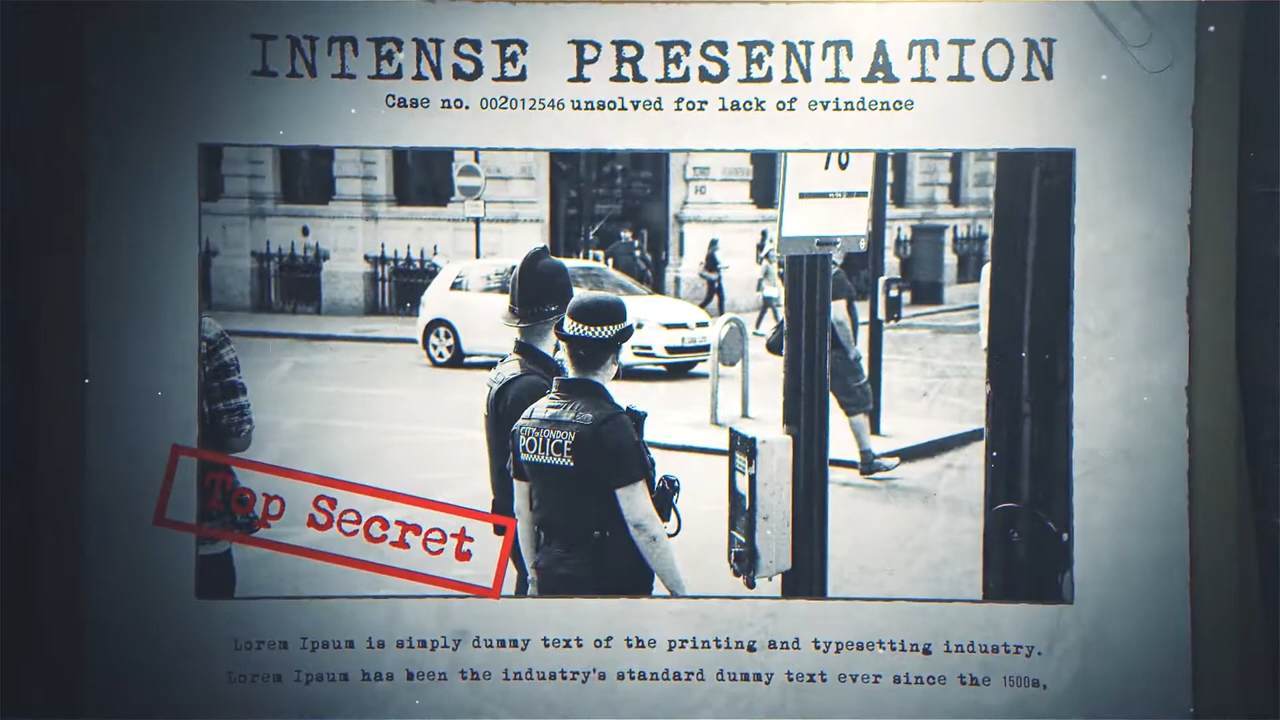 INTENSE PRESENTATION
Case no. 002012546 unsolved for lack of evindence
70
CITY of LONDON
POLICE
Top Secret
Lorem Ipsum is simply dummy text of the printing and typesetting industry.
Lorem Ipsum has been the industry's standard dummy text ever since the 1500s,